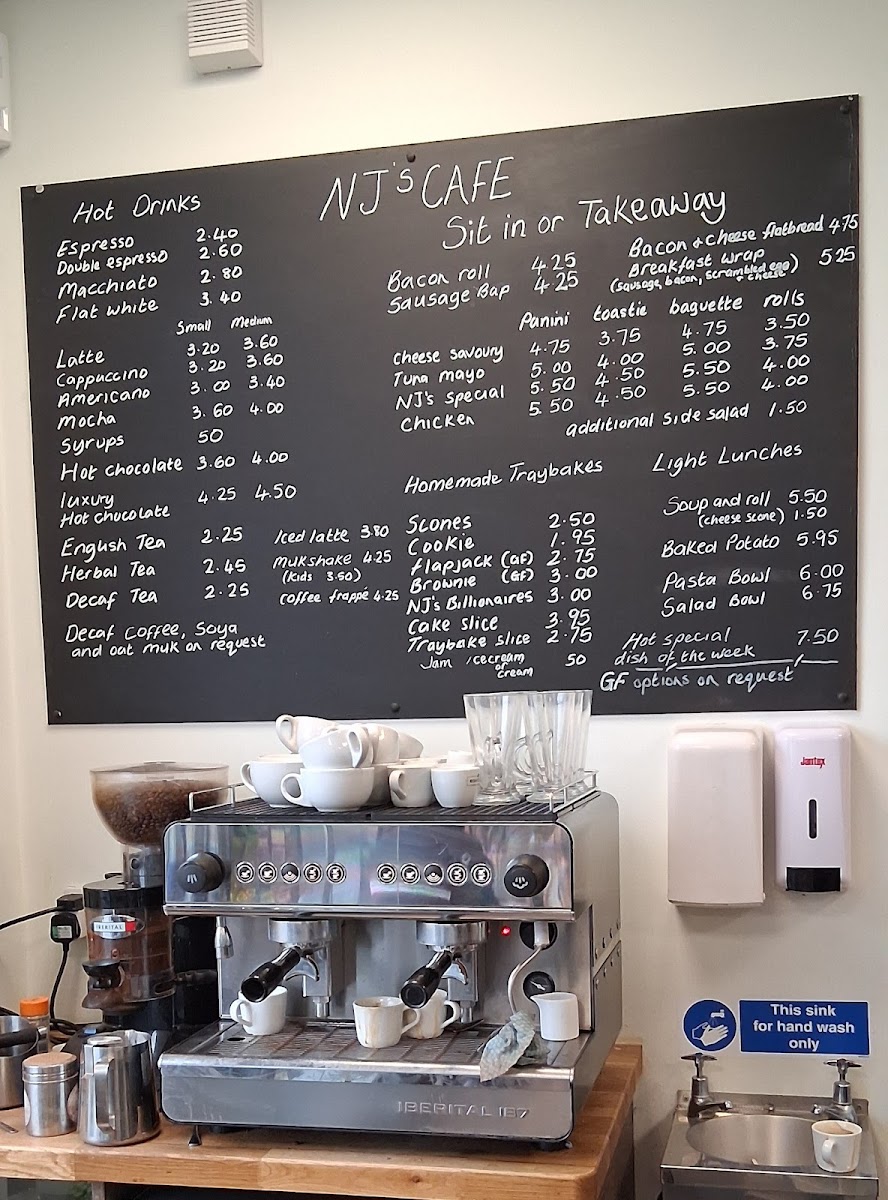 NJ's CAFE
Sit in or Takeaway
Hot Drinks
Espresso 2.40
Double espresso 2.60
Macchiato 2.80
Flat white 3.40
Small Medium
Latte 3.20 3.60
Cappuccino 3.20 3.60
Americano 3.00 3.40
Mocha 3.60 4.00
Syrups 50
Hot chocolate 3.60 4.00
luxury
Hot chocolate 4.25 4.50
English Tea 2.25
Herbal Tea 2.45
Decaf Tea 2.25
Iced latte 3.80
Milkshake 4.25
(kids 3.50)
coffee frappé 4.25
Decaf coffee, Soya
and oat milk on request
Bacon roll 4.25
Sausage Bap 4.25
Bacon & cheese flatbread 4.75
Breakfast wrap 5.25
(sausage, bacon, scrambled egg
& cheese)
Panini toastie baguette rolls
cheese savoury 4.75 3.75 4.75 3.50
Tuna mayo 5.00 4.00 5.00 3.75
NJ's special 5.50 4.50 5.50 4.00
Chicken 5.50 4.50 5.50 4.00
additional side salad 1.50
Homemade Traybakes
Scones 2.50
Cookie 1.95
flapjack (GF) 2.75
Brownie (GF) 3.00
NJ's Billionaires 3.00
Cake slice 3.95
Traybake slice 2.75
Jam icecream or cream 50
Light Lunches
Soup and roll 5.50
(cheese scone) 1.50
Baked Potato 5.95
Pasta Bowl 6.00
Salad Bowl 6.75
Hot special 7.50
dish of the week
GF options on request
Jantex
IBERITAL
IBERITAL IB7
This sink
for hand wash
only